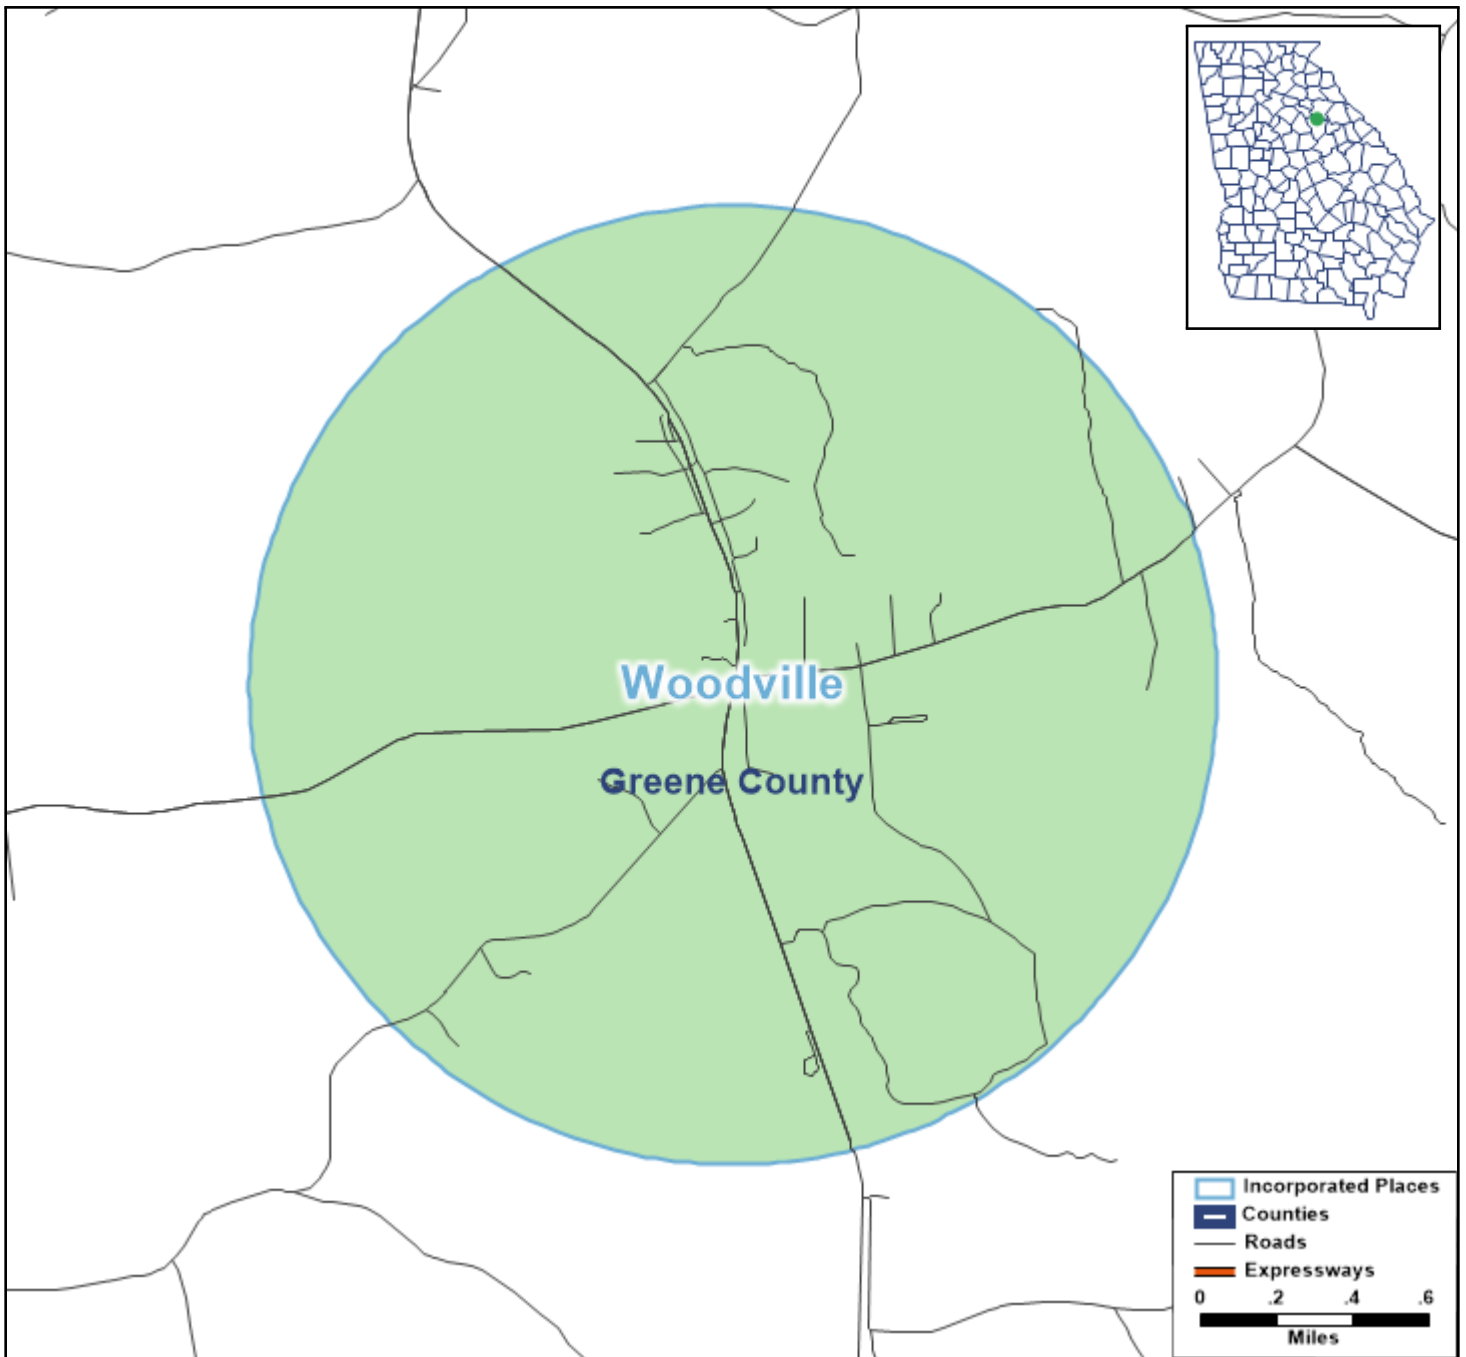 Woodville
Greene County
Incorporated Places
Counties
Roads
Expressways
0 .2 .4 .6
Miles